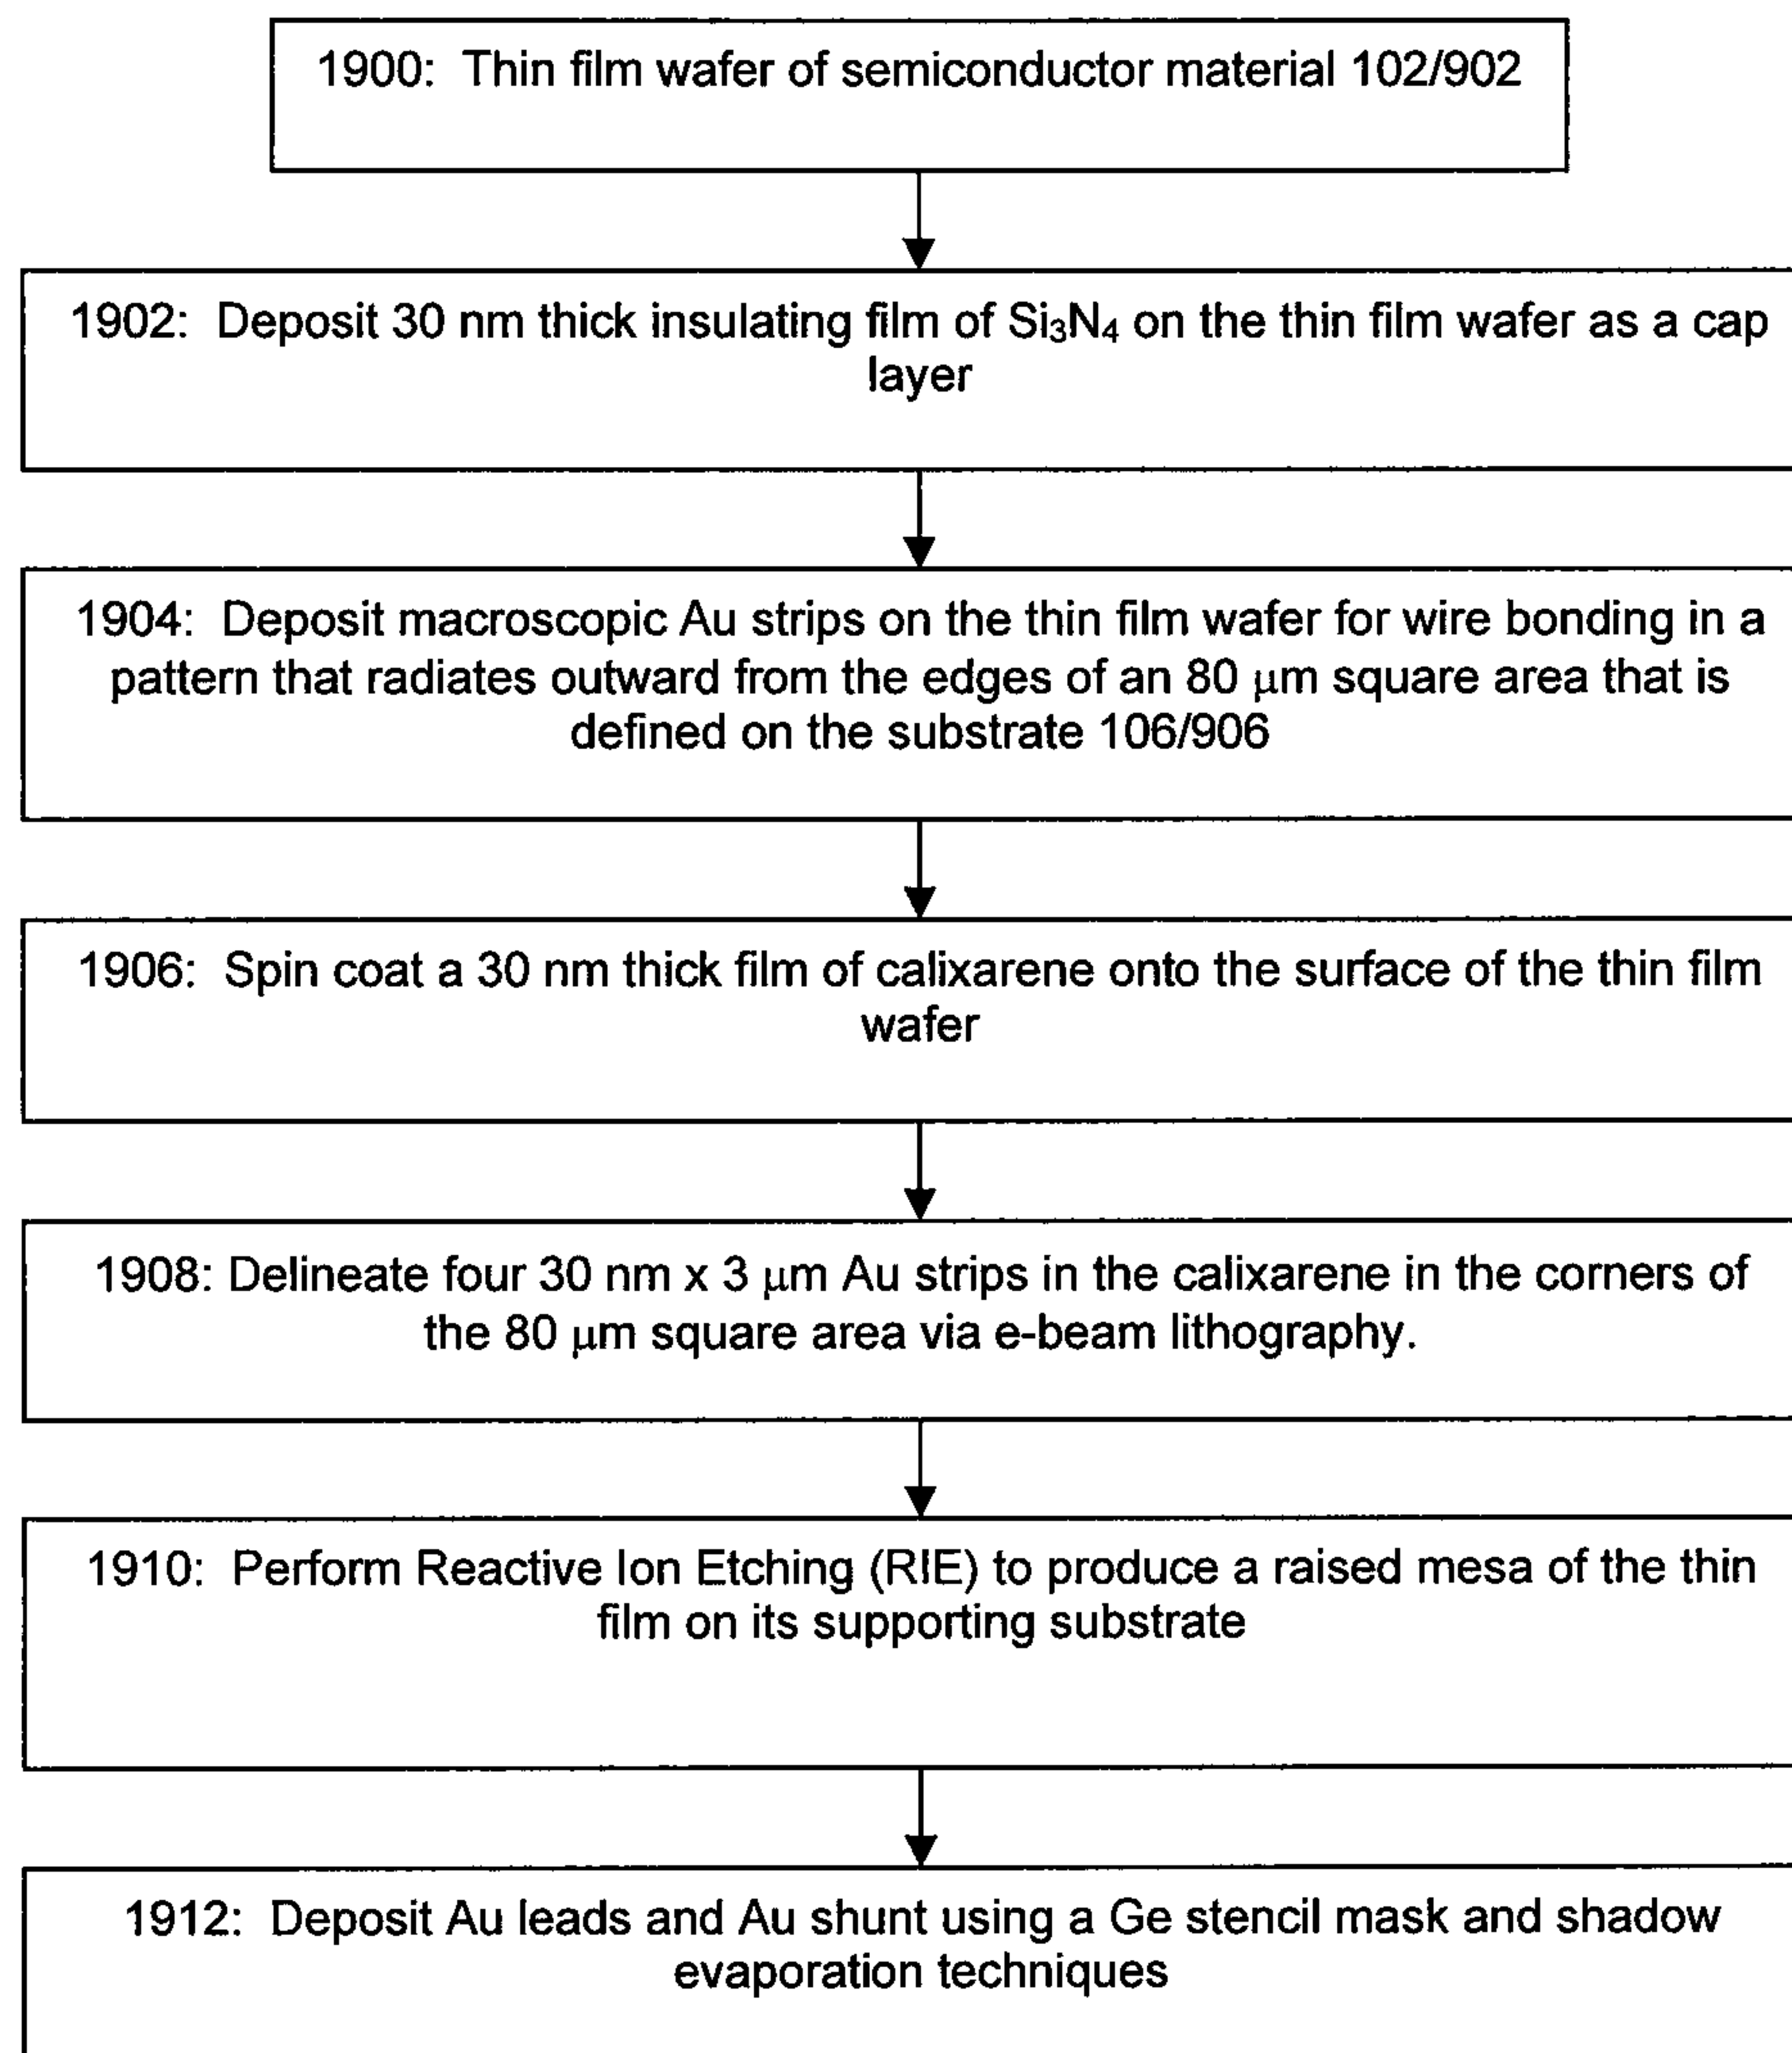 1900: Thin film wafer of semiconductor material 102/902
1902: Deposit 30 nm thick insulating film of Si₃N₄ on the thin film wafer as a cap
layer
1904: Deposit macroscopic Au strips on the thin film wafer for wire bonding in a
pattern that radiates outward from the edges of an 80 μm square area that is
defined on the substrate 106/906
1906: Spin coat a 30 nm thick film of calixarene onto the surface of the thin film
wafer
1908: Delineate four 30 nm x 3 μm Au strips in the calixarene in the corners of
the 80 μm square area via e-beam lithography.
1910: Perform Reactive Ion Etching (RIE) to produce a raised mesa of the thin
film on its supporting substrate
1912: Deposit Au leads and Au shunt using a Ge stencil mask and shadow
evaporation techniques